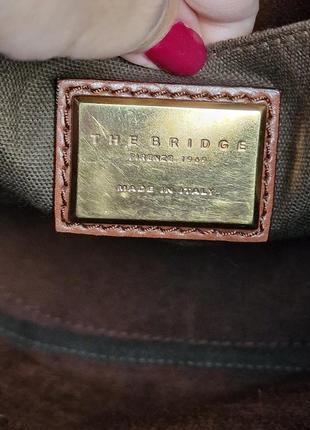 THE BRIDGE
FIRENZE 1969
MADE IN ITALY